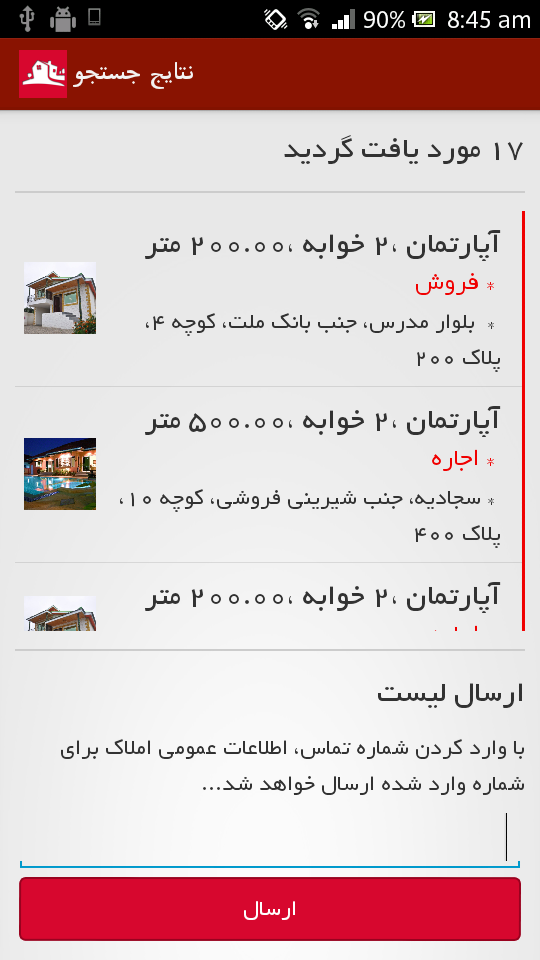 90% 8:45 am
نتایج جستجو
۱۷ مورد یافت گردید
آپارتمان ،۲ خوابه ،۲۰۰.۰۰ متر
* فروش
* بلوار مدرس، جنب بانک ملت، کوچه ۴،
پلاک ۲۰۰
آپارتمان ،۲ خوابه ،۵۰۰.۰۰ متر
* اجاره
* سجادیه، جنب شیرینی فروشی، کوچه ۱۰،
پلاک ۴۰۰
آپارتمان ،۲ خوابه ،۲۰۰.۰۰ متر
ارسال لیست
با وارد کردن شماره تماس، اطلاعات عمومی املاک برای
شماره وارد شده ارسال خواهد شد...
ارسال